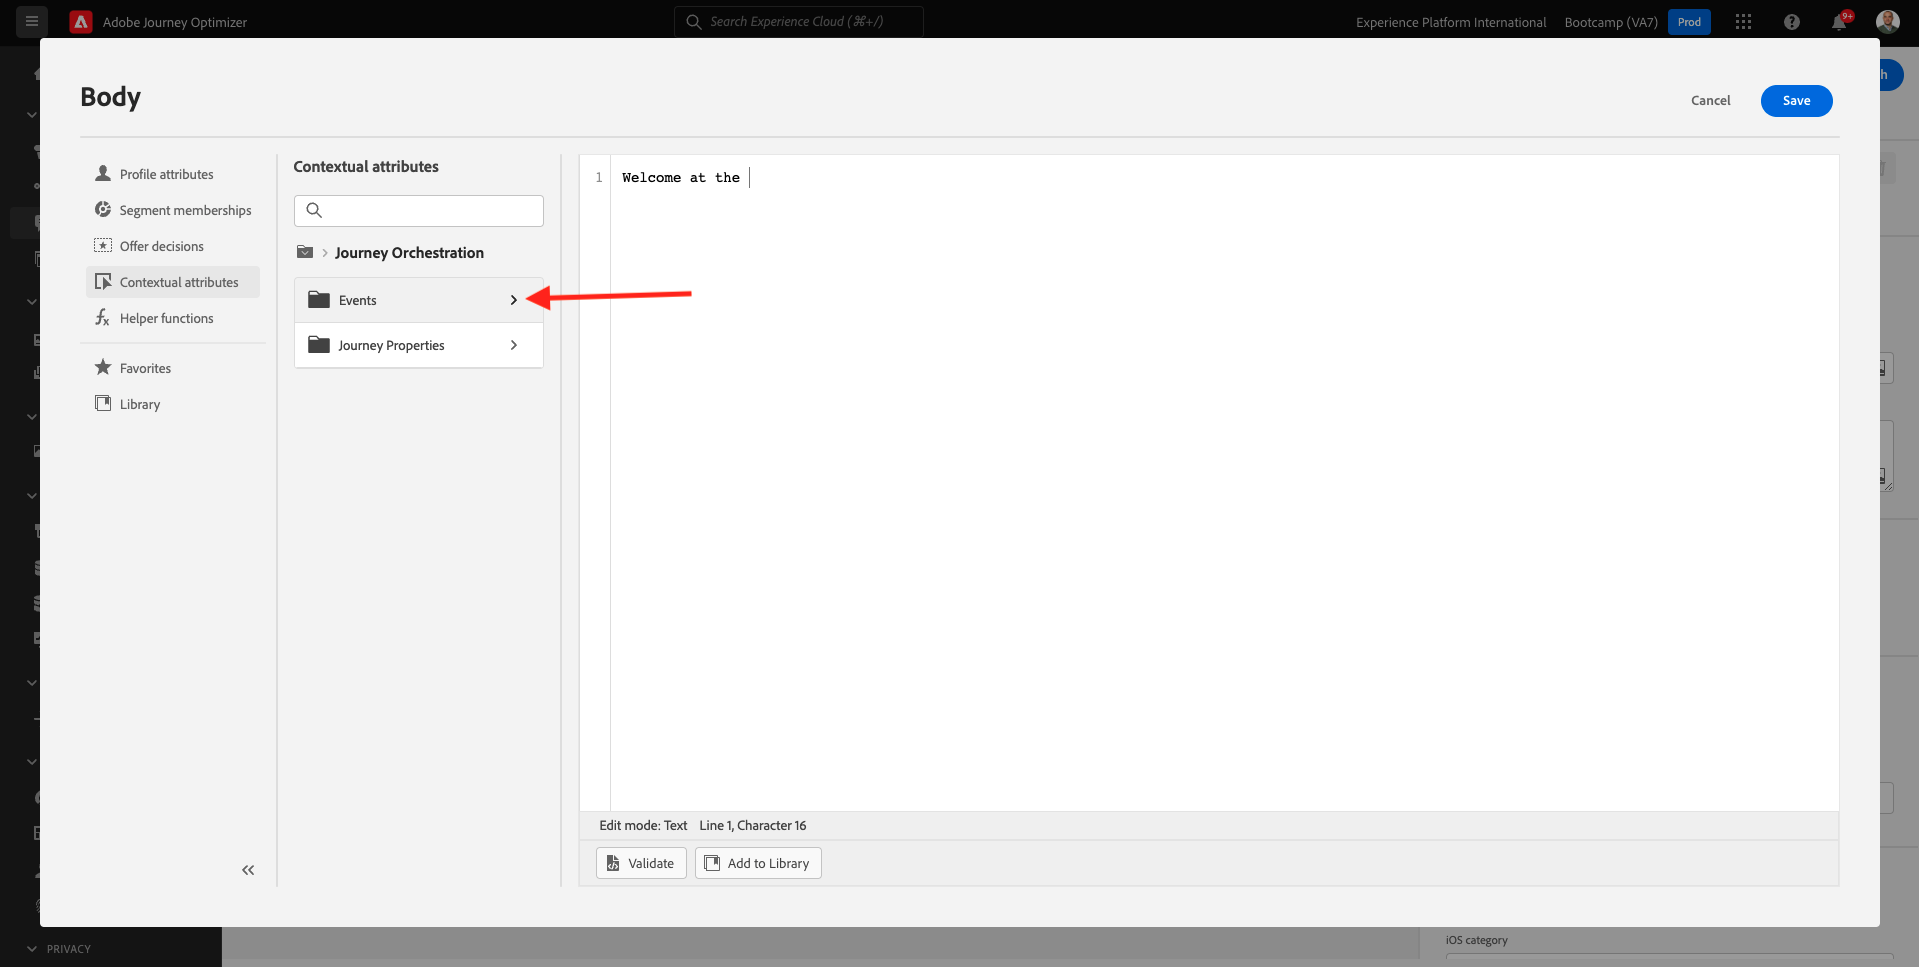 Adobe Journey Optimizer
Search Experience Cloud (⌘+/)
Experience Platform International
Bootcamp (VA7)
Prod
9+
Body
Cancel
Save
Profile attributes
Segment memberships
Offer decisions
Contextual attributes
Helper functions
Favorites
Library
Contextual attributes
Journey Orchestration
Events
Journey Properties
1 Welcome at the
Edit mode: Text Line 1, Character 16
Validate
Add to Library
PRIVACY
iOS category